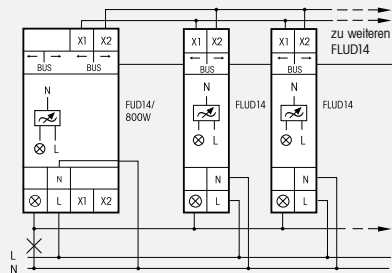 X1 X2 X1 X2 X1 X2
zu weiteren
FLUD14
BUS BUS BUS BUS
N N N
FUD14/
800W
FLUD14 FLUD14
L L L
N N N
L X1 X2 L L
L
N